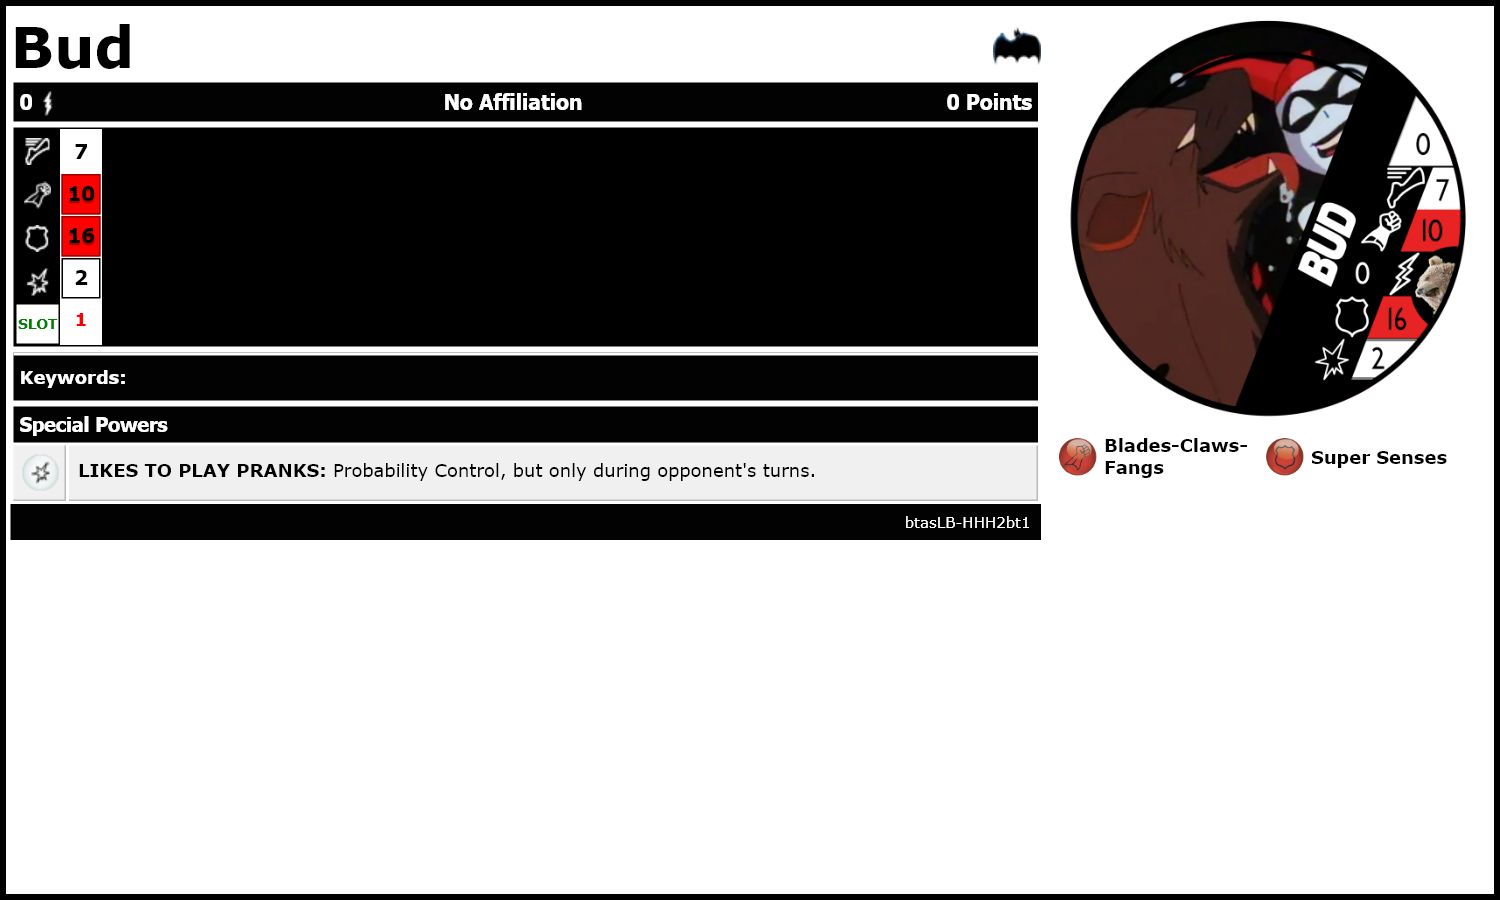 Bud
0 No Affiliation 0 Points
7
10
16
2
SLOT 1
Keywords:
Special Powers
LIKES TO PLAY PRANKS: Probability Control, but only during opponent's turns.
btasLB-HHH2bt1
0
7
10
BUD 0
16
2
Blades-Claws-
Fangs
Super Senses